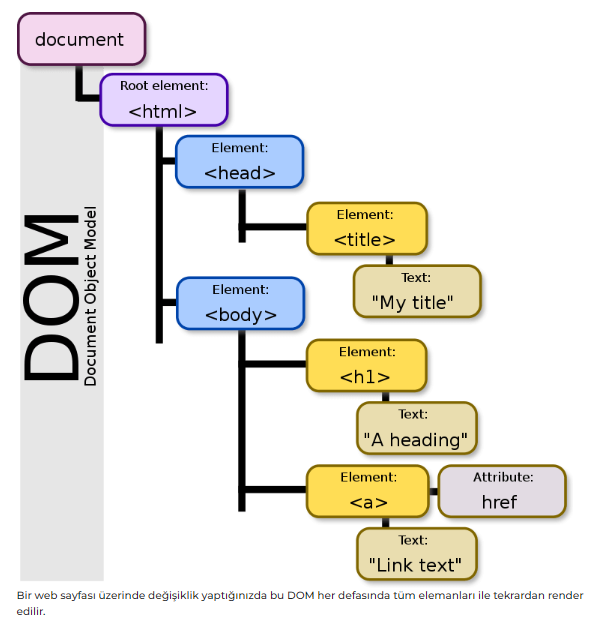 document
Root element:
<html>
Element:
<head>
Element:
<title>
Text:
"My title"
Element:
<body>
Element:
<h1>
Text:
"A heading"
Element:
<a>
Attribute:
href
Text:
"Link text"
DOM
Document Object Model
Bir web sayfası üzerinde değişiklik yaptığınızda bu DOM her defasında tüm elemanları ile tekrardan render
edilir.